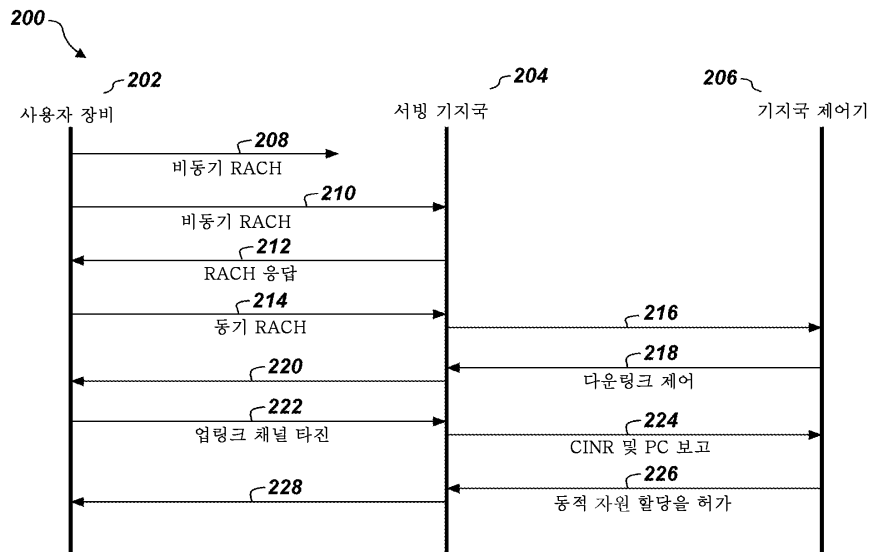 200
202
204
206
사용자 장비
서빙 기지국
기지국 제어기
208
비동기 RACH
210
비동기 RACH
212
RACH 응답
214
동기 RACH
216
218
다운링크 제어
220
222
업링크 채널 타진
224
CINR 및 PC 보고
226
동적 자원 할당을 허가
228